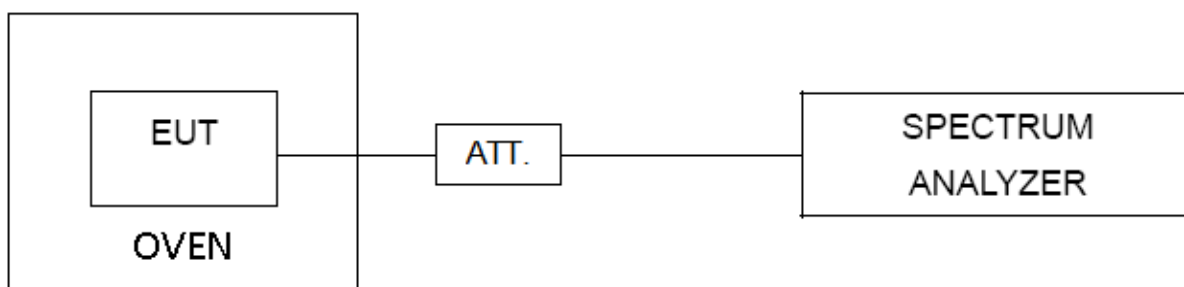 EUT
OVEN
ATT.
SPECTRUM
ANALYZER